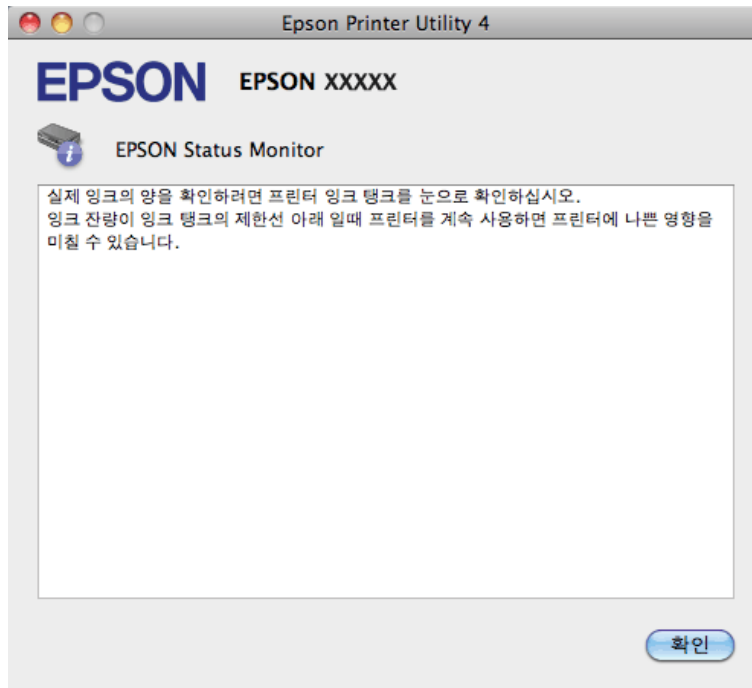 Epson Printer Utility 4
EPSON EPSON XXXXX
EPSON Status Monitor
실제 잉크의 양을 확인하려면 프린터 잉크 탱크를 눈으로 확인하십시오.
잉크 잔량이 잉크 탱크의 제한선 아래 일때 프린터를 계속 사용하면 프린터에 나쁜 영향을
미칠 수 있습니다.
확인